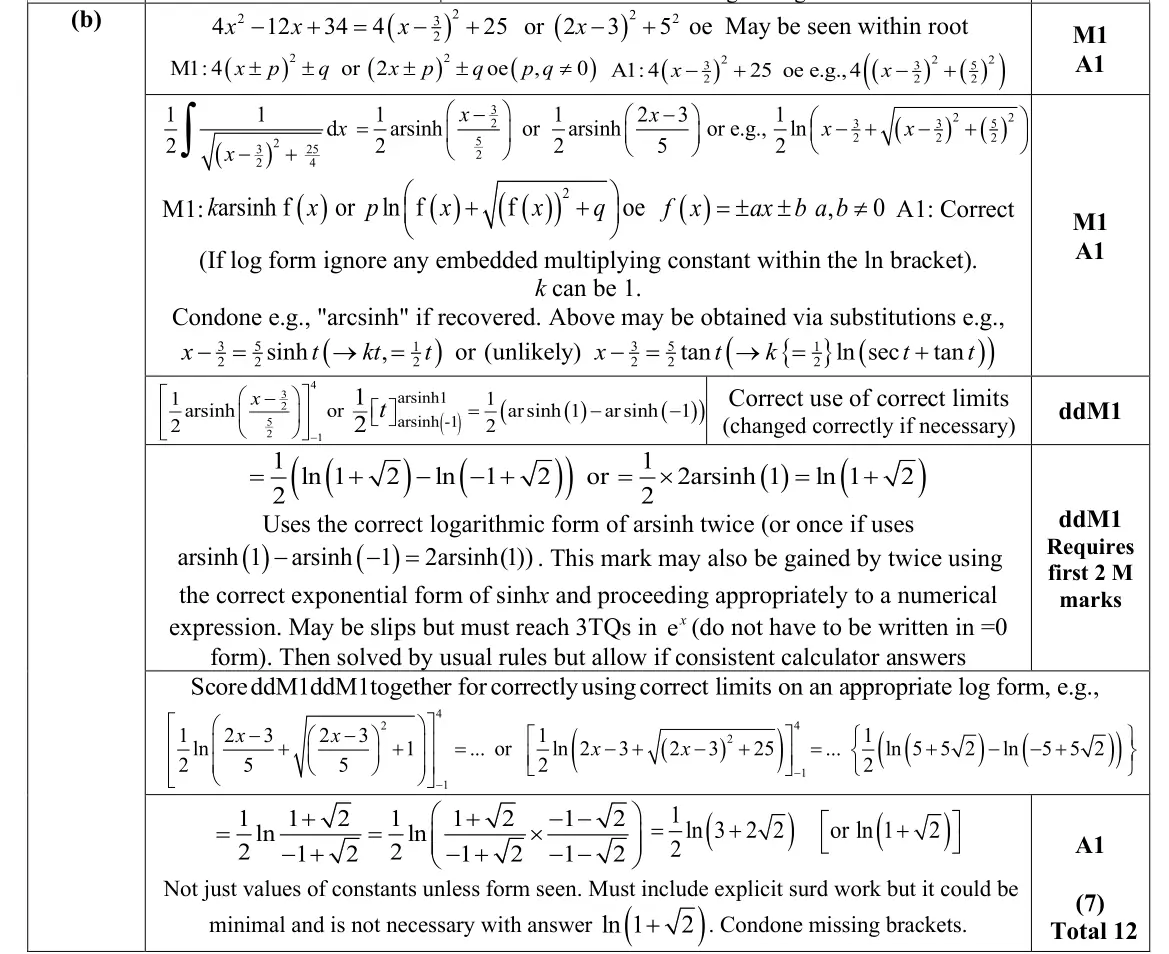 (b)
4x² −12x + 34 = 4(x − 3/2)² + 25 or (2x − 3)² + 5² oe May be seen within root
M1: 4(x ± p)² ± q or (2x ± p)² ± q oe (p, q ≠ 0) A1: 4(x − 3/2)² + 25 oe e.g., 4((x − 3/2)² + (5/2)²)
M1
A1
1/2 ∫ 1/√((x − 3/2)² + 25/4) dx = 1/2 arsinh((x − 3/2)/(5/2)) or 1/2 arsinh((2x − 3)/5) or e.g., 1/2 ln(x − 3/2 + √((x − 3/2)² + (5/2)²))
M1: karsinh f(x) or p ln(f(x) + √((f(x))² + q)) oe f(x) = ±ax ± b a, b ≠ 0 A1: Correct
(If log form ignore any embedded multiplying constant within the ln bracket).
k can be 1.
Condone e.g., "arcsinh" if recovered. Above may be obtained via substitutions e.g.,
x − 3/2 = 5/2 sinh t (→ kt, = 1/2 t) or (unlikely) x − 3/2 = 5/2 tan t (→ k{= 1/2} ln(sec t + tan t))
M1
A1
[1/2 arsinh((x − 3/2)/(5/2))]₋₁⁴ or 1/2 [t] arsinh1 arsinh(-1) = 1/2 (arsinh(1) − arsinh(−1))
Correct use of correct limits
(changed correctly if necessary)
ddM1
= 1/2 (ln(1 + √2) − ln(−1 + √2)) or = 1/2 × 2arsinh(1) = ln(1 + √2)
Uses the correct logarithmic form of arsinh twice (or once if uses
arsinh(1) − arsinh(−1) = 2arsinh(1)). This mark may also be gained by twice using
the correct exponential form of sinhx and proceeding appropriately to a numerical
expression. May be slips but must reach 3TQs in eˣ (do not have to be written in =0
form). Then solved by usual rules but allow if consistent calculator answers
ddM1
Requires
first 2 M
marks
Score ddM1ddM1 together for correctly using correct limits on an appropriate log form, e.g.,
[1/2 ln((2x − 3)/5 + √(((2x − 3)/5)² + 1))]₋₁⁴ = ... or [1/2 ln(2x − 3 + √((2x − 3)² + 25))]₋₁⁴ = ... {1/2 (ln(5 + 5√2) − ln(−5 + 5√2))}
= 1/2 ln (1 + √2)/(−1 + √2) = 1/2 ln((1 + √2)/(−1 + √2) × (−1 − √2)/(−1 − √2)) = 1/2 ln(3 + 2√2) [or ln(1 + √2)]
Not just values of constants unless form seen. Must include explicit surd work but it could be
minimal and is not necessary with answer ln(1 + √2). Condone missing brackets.
A1
(7)
Total 12